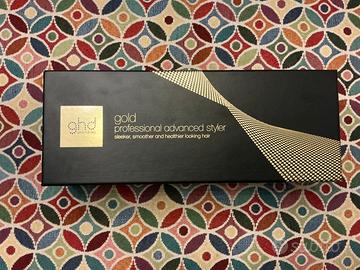 ghd
gold
professional advanced styler
sleeker, smoother and healthier looking hair